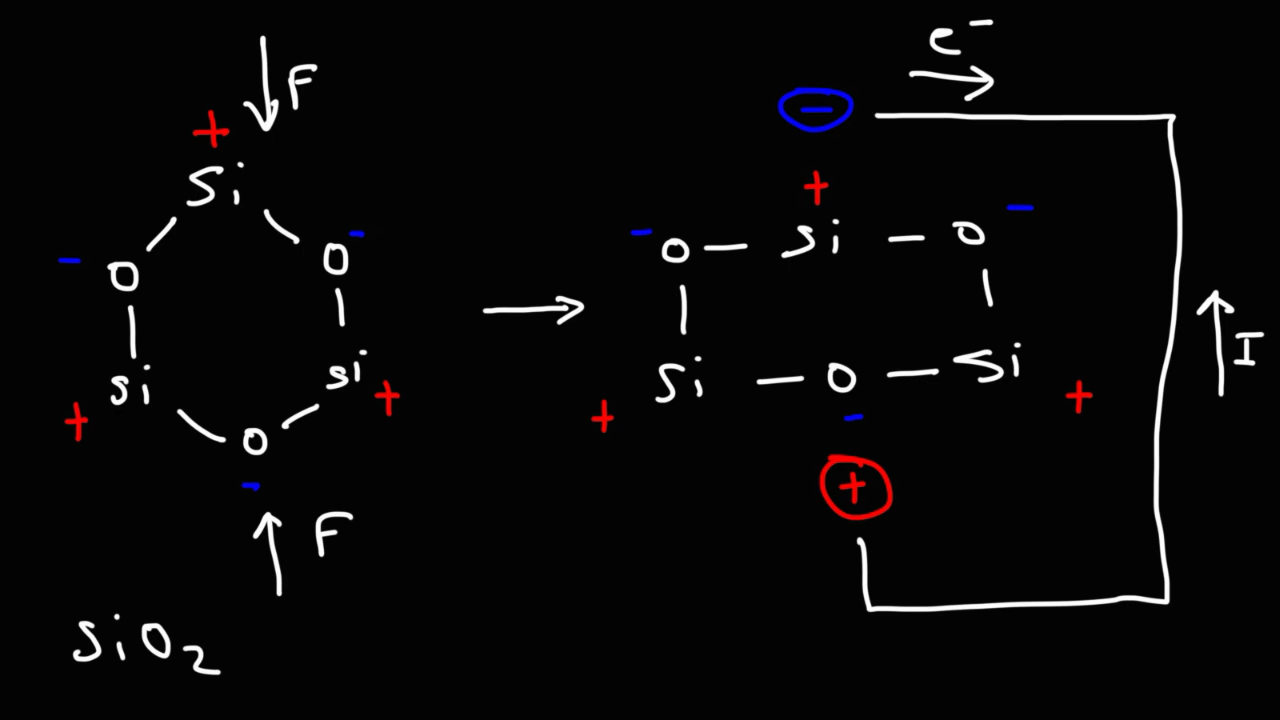 e⁻
F
−
+
+
Si
Si
−
O
−
O
O
−
−
O
Si
+
Si
+
Si
O
Si
+
+
−
O
−
+
F
I
SiO₂